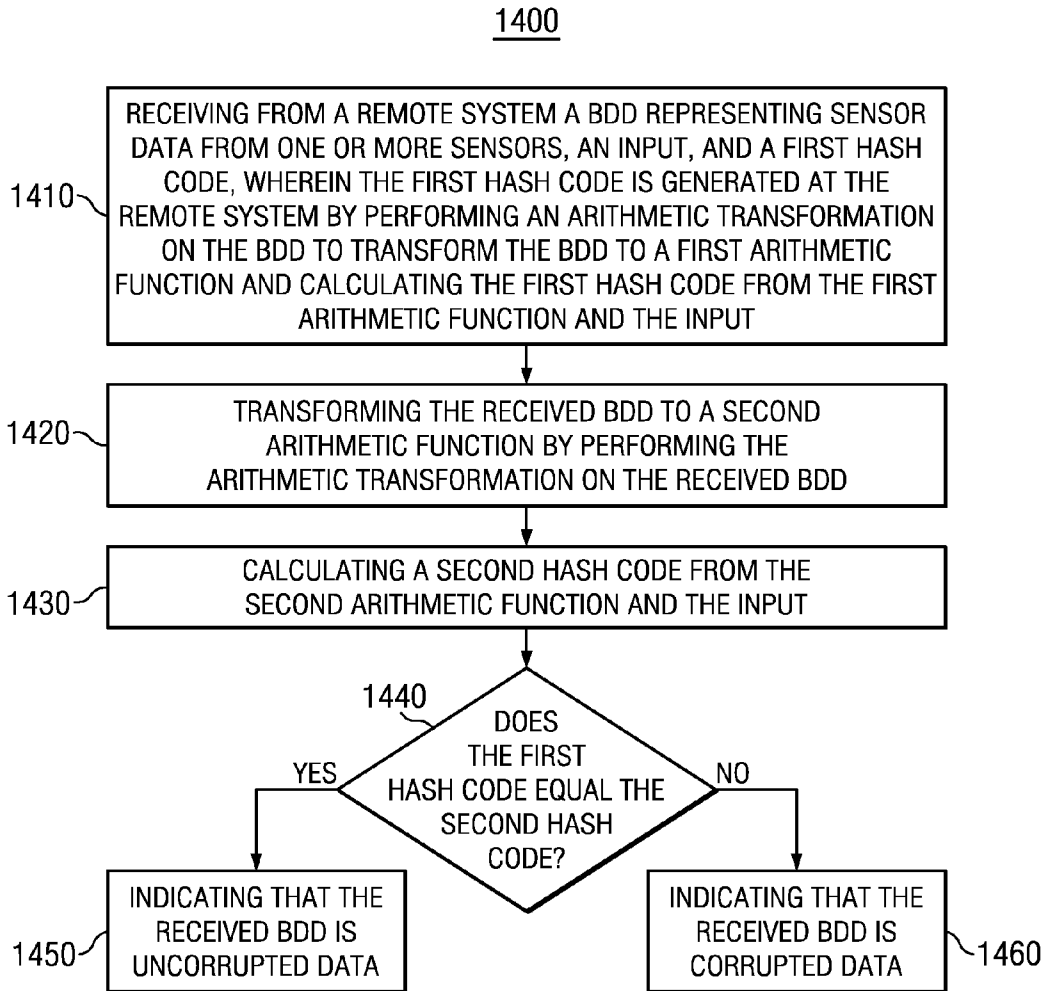 1400
RECEIVING FROM A REMOTE SYSTEM A BDD REPRESENTING SENSOR
DATA FROM ONE OR MORE SENSORS, AN INPUT, AND A FIRST HASH
CODE, WHEREIN THE FIRST HASH CODE IS GENERATED AT THE
REMOTE SYSTEM BY PERFORMING AN ARITHMETIC TRANSFORMATION
ON THE BDD TO TRANSFORM THE BDD TO A FIRST ARITHMETIC
FUNCTION AND CALCULATING THE FIRST HASH CODE FROM THE FIRST
ARITHMETIC FUNCTION AND THE INPUT
1410
TRANSFORMING THE RECEIVED BDD TO A SECOND
ARITHMETIC FUNCTION BY PERFORMING THE
ARITHMETIC TRANSFORMATION ON THE RECEIVED BDD
1420
CALCULATING A SECOND HASH CODE FROM THE
SECOND ARITHMETIC FUNCTION AND THE INPUT
1430
1440
DOES
THE FIRST
HASH CODE EQUAL THE
SECOND HASH
CODE?
YES
NO
INDICATING THAT THE
RECEIVED BDD IS
UNCORRUPTED DATA
1450
INDICATING THAT THE
RECEIVED BDD IS
CORRUPTED DATA
1460